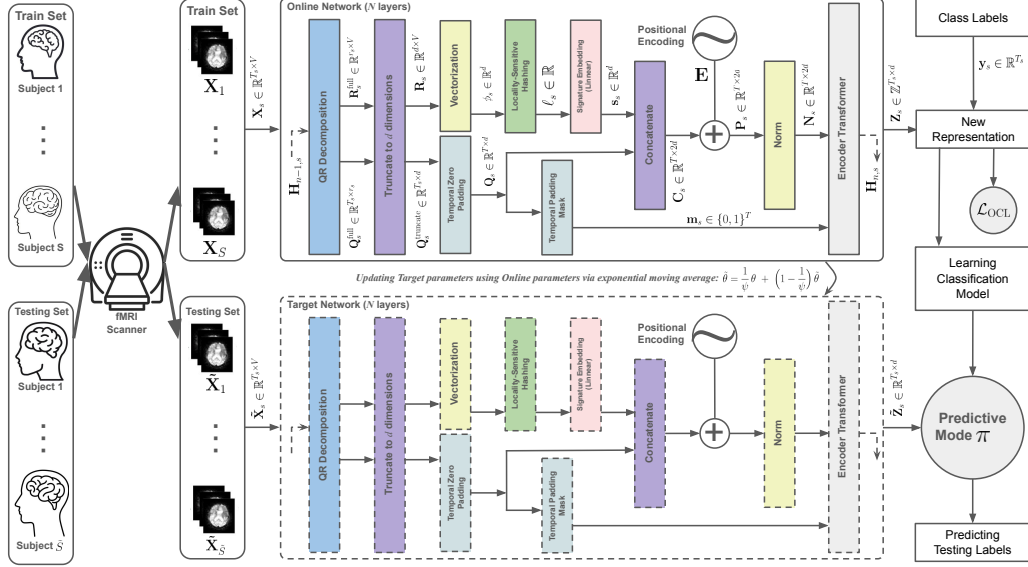 Train Set
Subject 1
Subject S
Testing Set
Subject 1
Subject S̃
fMRI
Scanner
Train Set
X₁
X_S
Testing Set
X̃₁
X̃_S̃
X_s ∈ ℝ^{T_s×V}
X̃_s ∈ ℝ^{T_s×V}
Online Network (N layers)
H_{n−1,s}
QR Decomposition
R_s^{full} ∈ ℝ^{r_s×V}
Q_s^{full} ∈ ℝ^{T_s×r_s}
Truncate to d dimensions
R_s ∈ ℝ^{d×V}
Q_s^{truncate} ∈ ℝ^{T_s×d}
Vectorization
Temporal Zero
Padding
Q_s ∈ ℝ^{T×d}
Locality-Sensitive
Hashing
ℓ_s ∈ ℝ
Signature Embedding
(Linnear)
s_s ∈ ℝ^d
Temporal Padding
Mask
m_s ∈ {0, 1}^T
Concatenate
C_s ∈ ℝ^{T×2d}
Positional
Encoding
E
P_s ∈ ℝ^{T×2d}
Norm
N_s ∈ ℝ^{T×2d}
Encoder Transformer
H_{n,s}
Z_s ∈ ℤ^{T_s×d}
Updating Target parameters using Online parameters via exponential moving average: θ̃ = 1/ψ θ + (1 − 1/ψ) θ̃
Target Network (N layers)
QR Decomposition
Truncate to d dimensions
Vectorization
Temporal Zero
Padding
Locality-Sensitive
Hashing
Signature Embedding
(Linnear)
Temporal Padding
Mask
Concatenate
Positional
Encoding
Norm
Encoder Transformer
Z̃_s ∈ ℝ^{T_s×d}
Class Labels
y_s ∈ ℝ^{T_s}
New
Representation
ℒ_OCL
Learning
Classification
Model
Predictive
Mode π
Predicting
Testing Labels